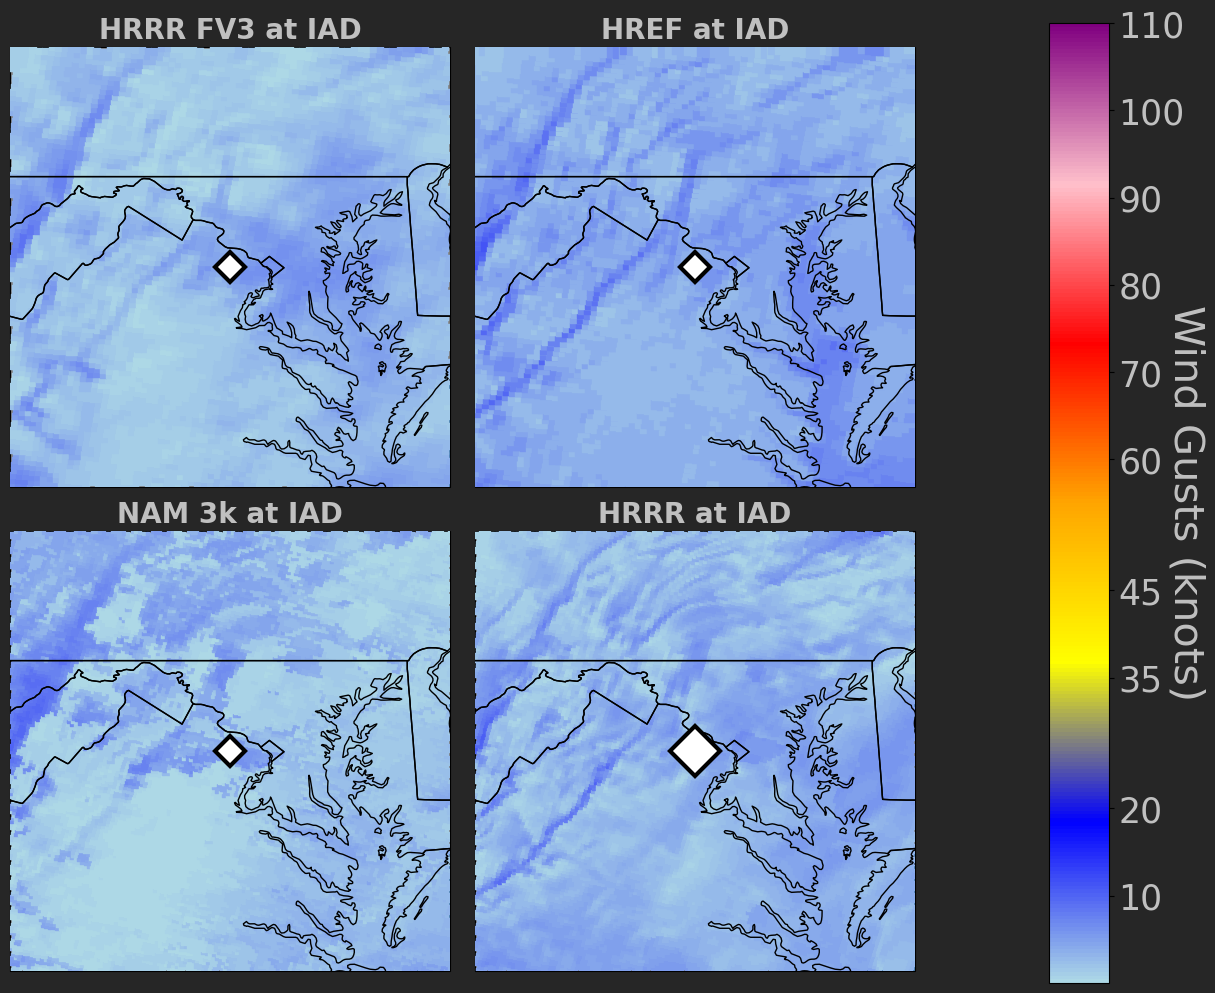 HRRR FV3 at IAD
HREF at IAD
NAM 3k at IAD
HRRR at IAD
110
100
90
80
70
60
45
35
20
10
Wind Gusts (knots)